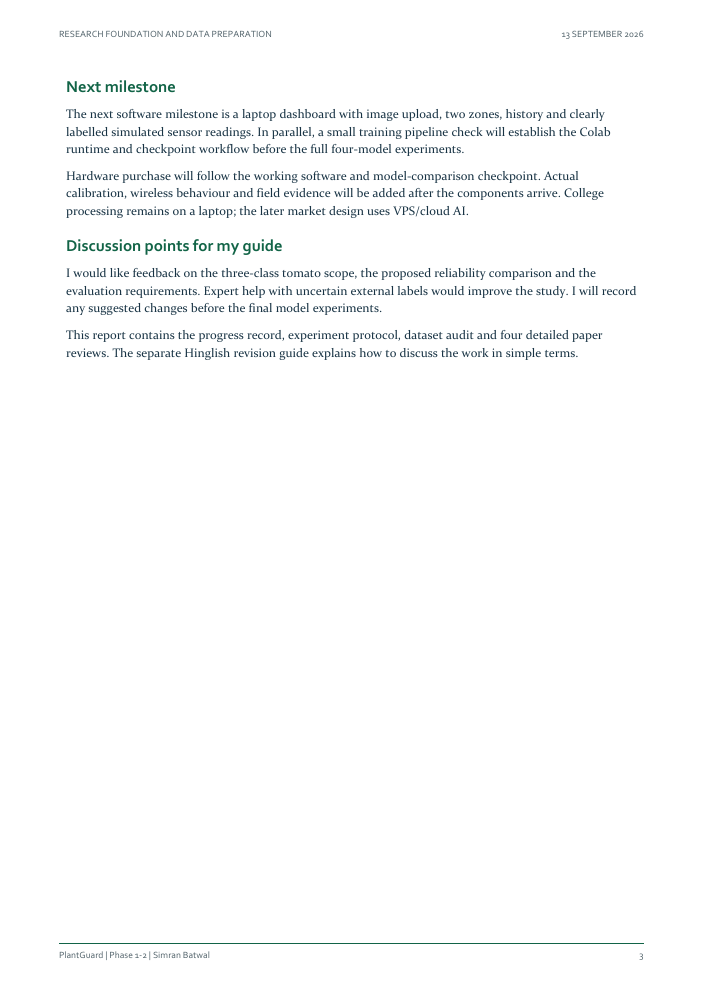 RESEARCH FOUNDATION AND DATA PREPARATION
13 SEPTEMBER 2026
Next milestone
The next software milestone is a laptop dashboard with image upload, two zones, history and clearly
labelled simulated sensor readings. In parallel, a small training pipeline check will establish the Colab
runtime and checkpoint workflow before the full four-model experiments.
Hardware purchase will follow the working software and model-comparison checkpoint. Actual
calibration, wireless behaviour and field evidence will be added after the components arrive. College
processing remains on a laptop; the later market design uses VPS/cloud AI.
Discussion points for my guide
I would like feedback on the three-class tomato scope, the proposed reliability comparison and the
evaluation requirements. Expert help with uncertain external labels would improve the study. I will record
any suggested changes before the final model experiments.
This report contains the progress record, experiment protocol, dataset audit and four detailed paper
reviews. The separate Hinglish revision guide explains how to discuss the work in simple terms.
PlantGuard | Phase 1-2 | Simran Batwal
3